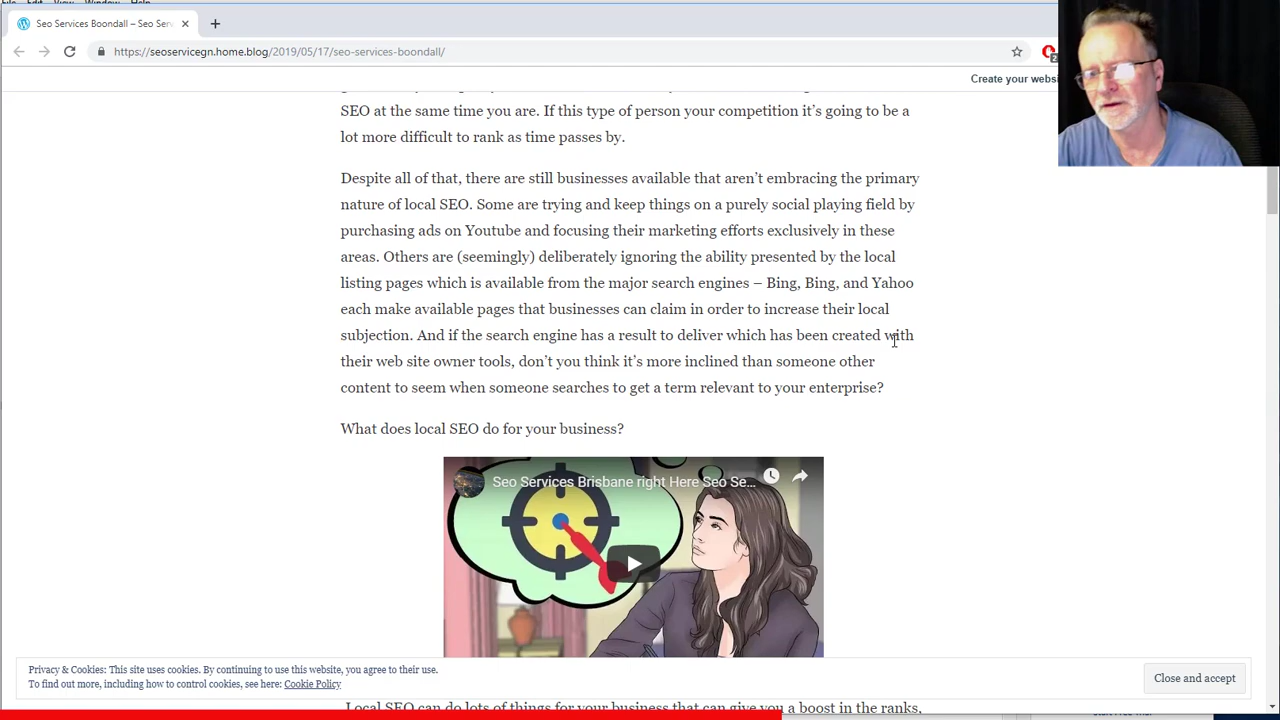 File Edit View Window Help
Seo Services Boondall – Seo Serv
https://seoservicegn.home.blog/2019/05/17/seo-services-boondall/
Create your websi
SEO at the same time you are. If this type of person your competition it's going to be a
lot more difficult to rank as time passes by.
Despite all of that, there are still businesses available that aren't embracing the primary
nature of local SEO. Some are trying and keep things on a purely social playing field by
purchasing ads on Youtube and focusing their marketing efforts exclusively in these
areas. Others are (seemingly) deliberately ignoring the ability presented by the local
listing pages which is available from the major search engines – Bing, Bing, and Yahoo
each make available pages that businesses can claim in order to increase their local
subjection. And if the search engine has a result to deliver which has been created with
their web site owner tools, don't you think it's more inclined than someone other
content to seem when someone searches to get a term relevant to your enterprise?
What does local SEO do for your business?
Seo Services Brisbane right Here Seo Se...
Privacy & Cookies: This site uses cookies. By continuing to use this website, you agree to their use.
To find out more, including how to control cookies, see here: Cookie Policy
Close and accept
Local SEO can do lots of things for your business that can give you a boost in the ranks,